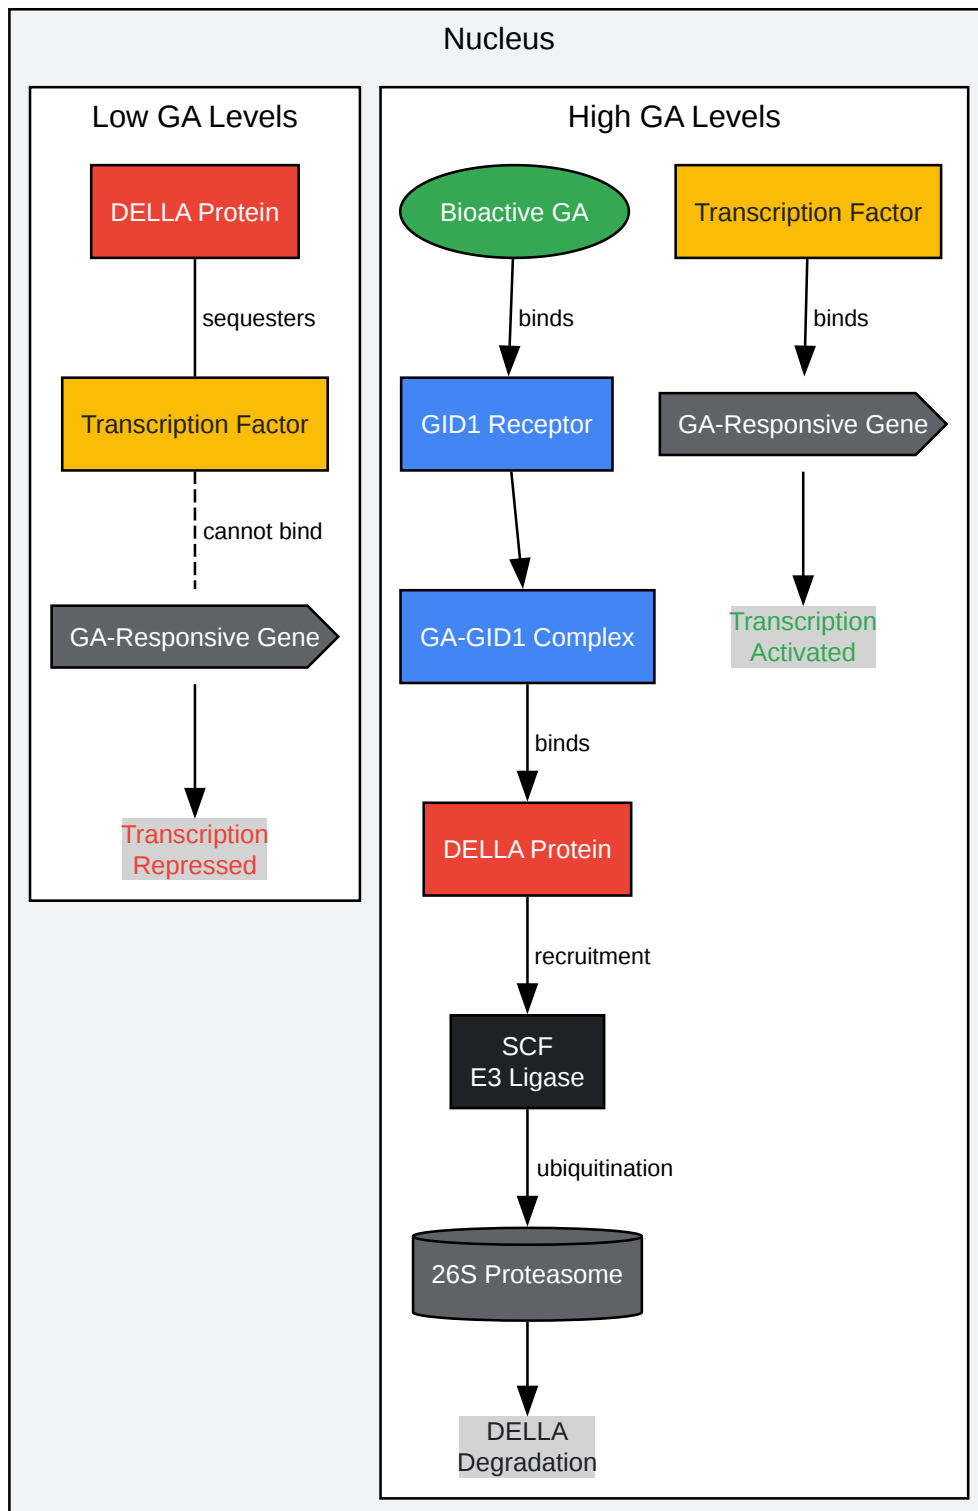 Nucleus
Low GA Levels
DELLA Protein
sequesters
Transcription Factor
cannot bind
GA-Responsive Gene
Transcription
Repressed
High GA Levels
Bioactive GA
binds
GID1 Receptor
GA-GID1 Complex
binds
DELLA Protein
recruitment
SCF
E3 Ligase
ubiquitination
26S Proteasome
DELLA
Degradation
Transcription Factor
binds
GA-Responsive Gene
Transcription
Activated